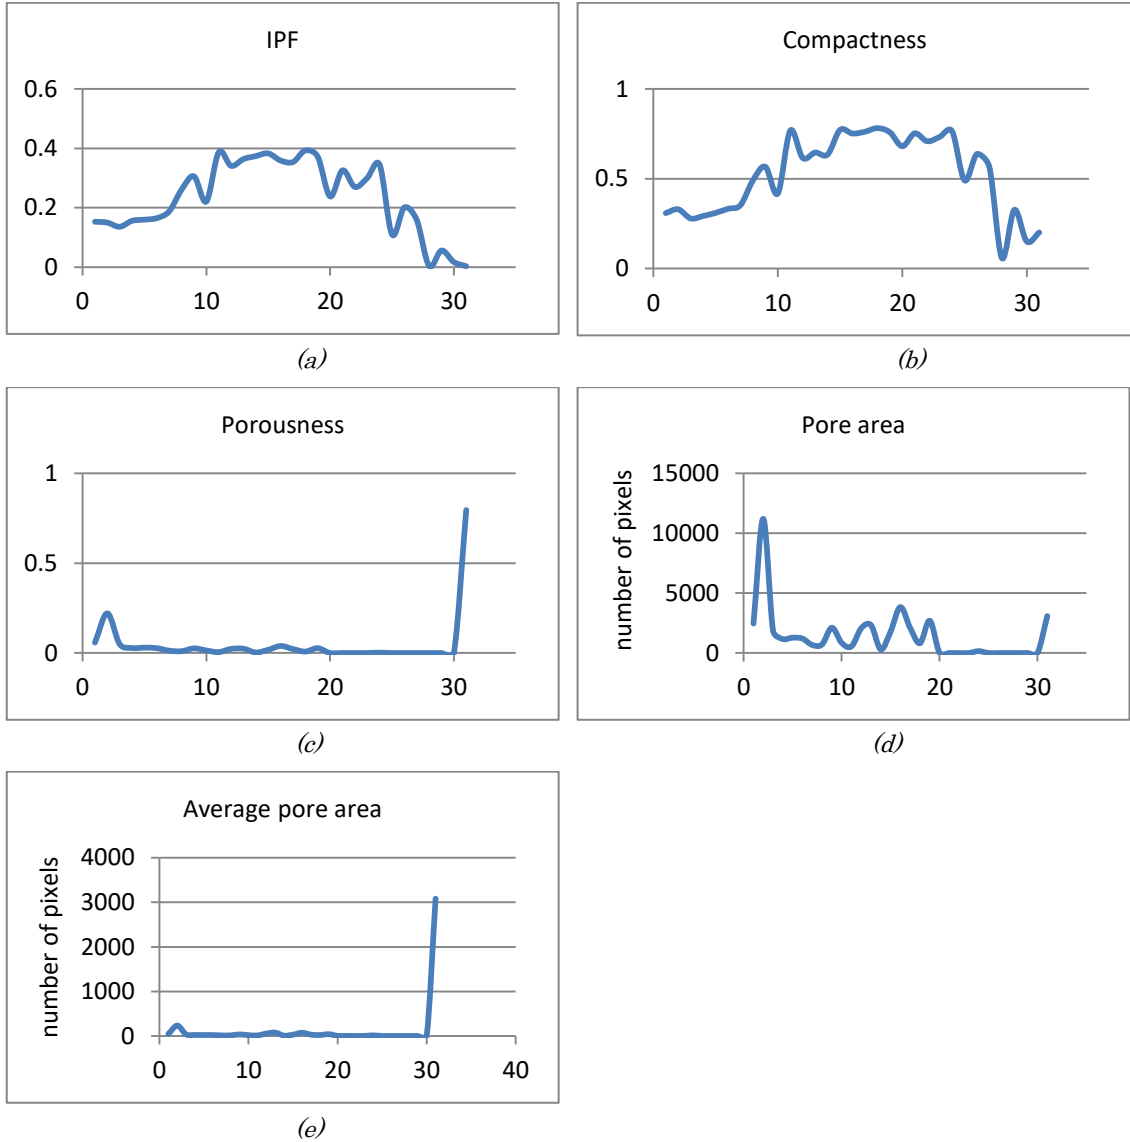 IPF
0.6
0.4
0.2
0
0 10 20 30
(a)
Compactness
1
0.5
0
0 10 20 30
(b)
Porousness
1
0.5
0
0 10 20 30
(c)
Pore area
number of pixels
15000
10000
5000
0
0 10 20 30
(d)
Average pore area
number of pixels
4000
3000
2000
1000
0
0 10 20 30 40
(e)